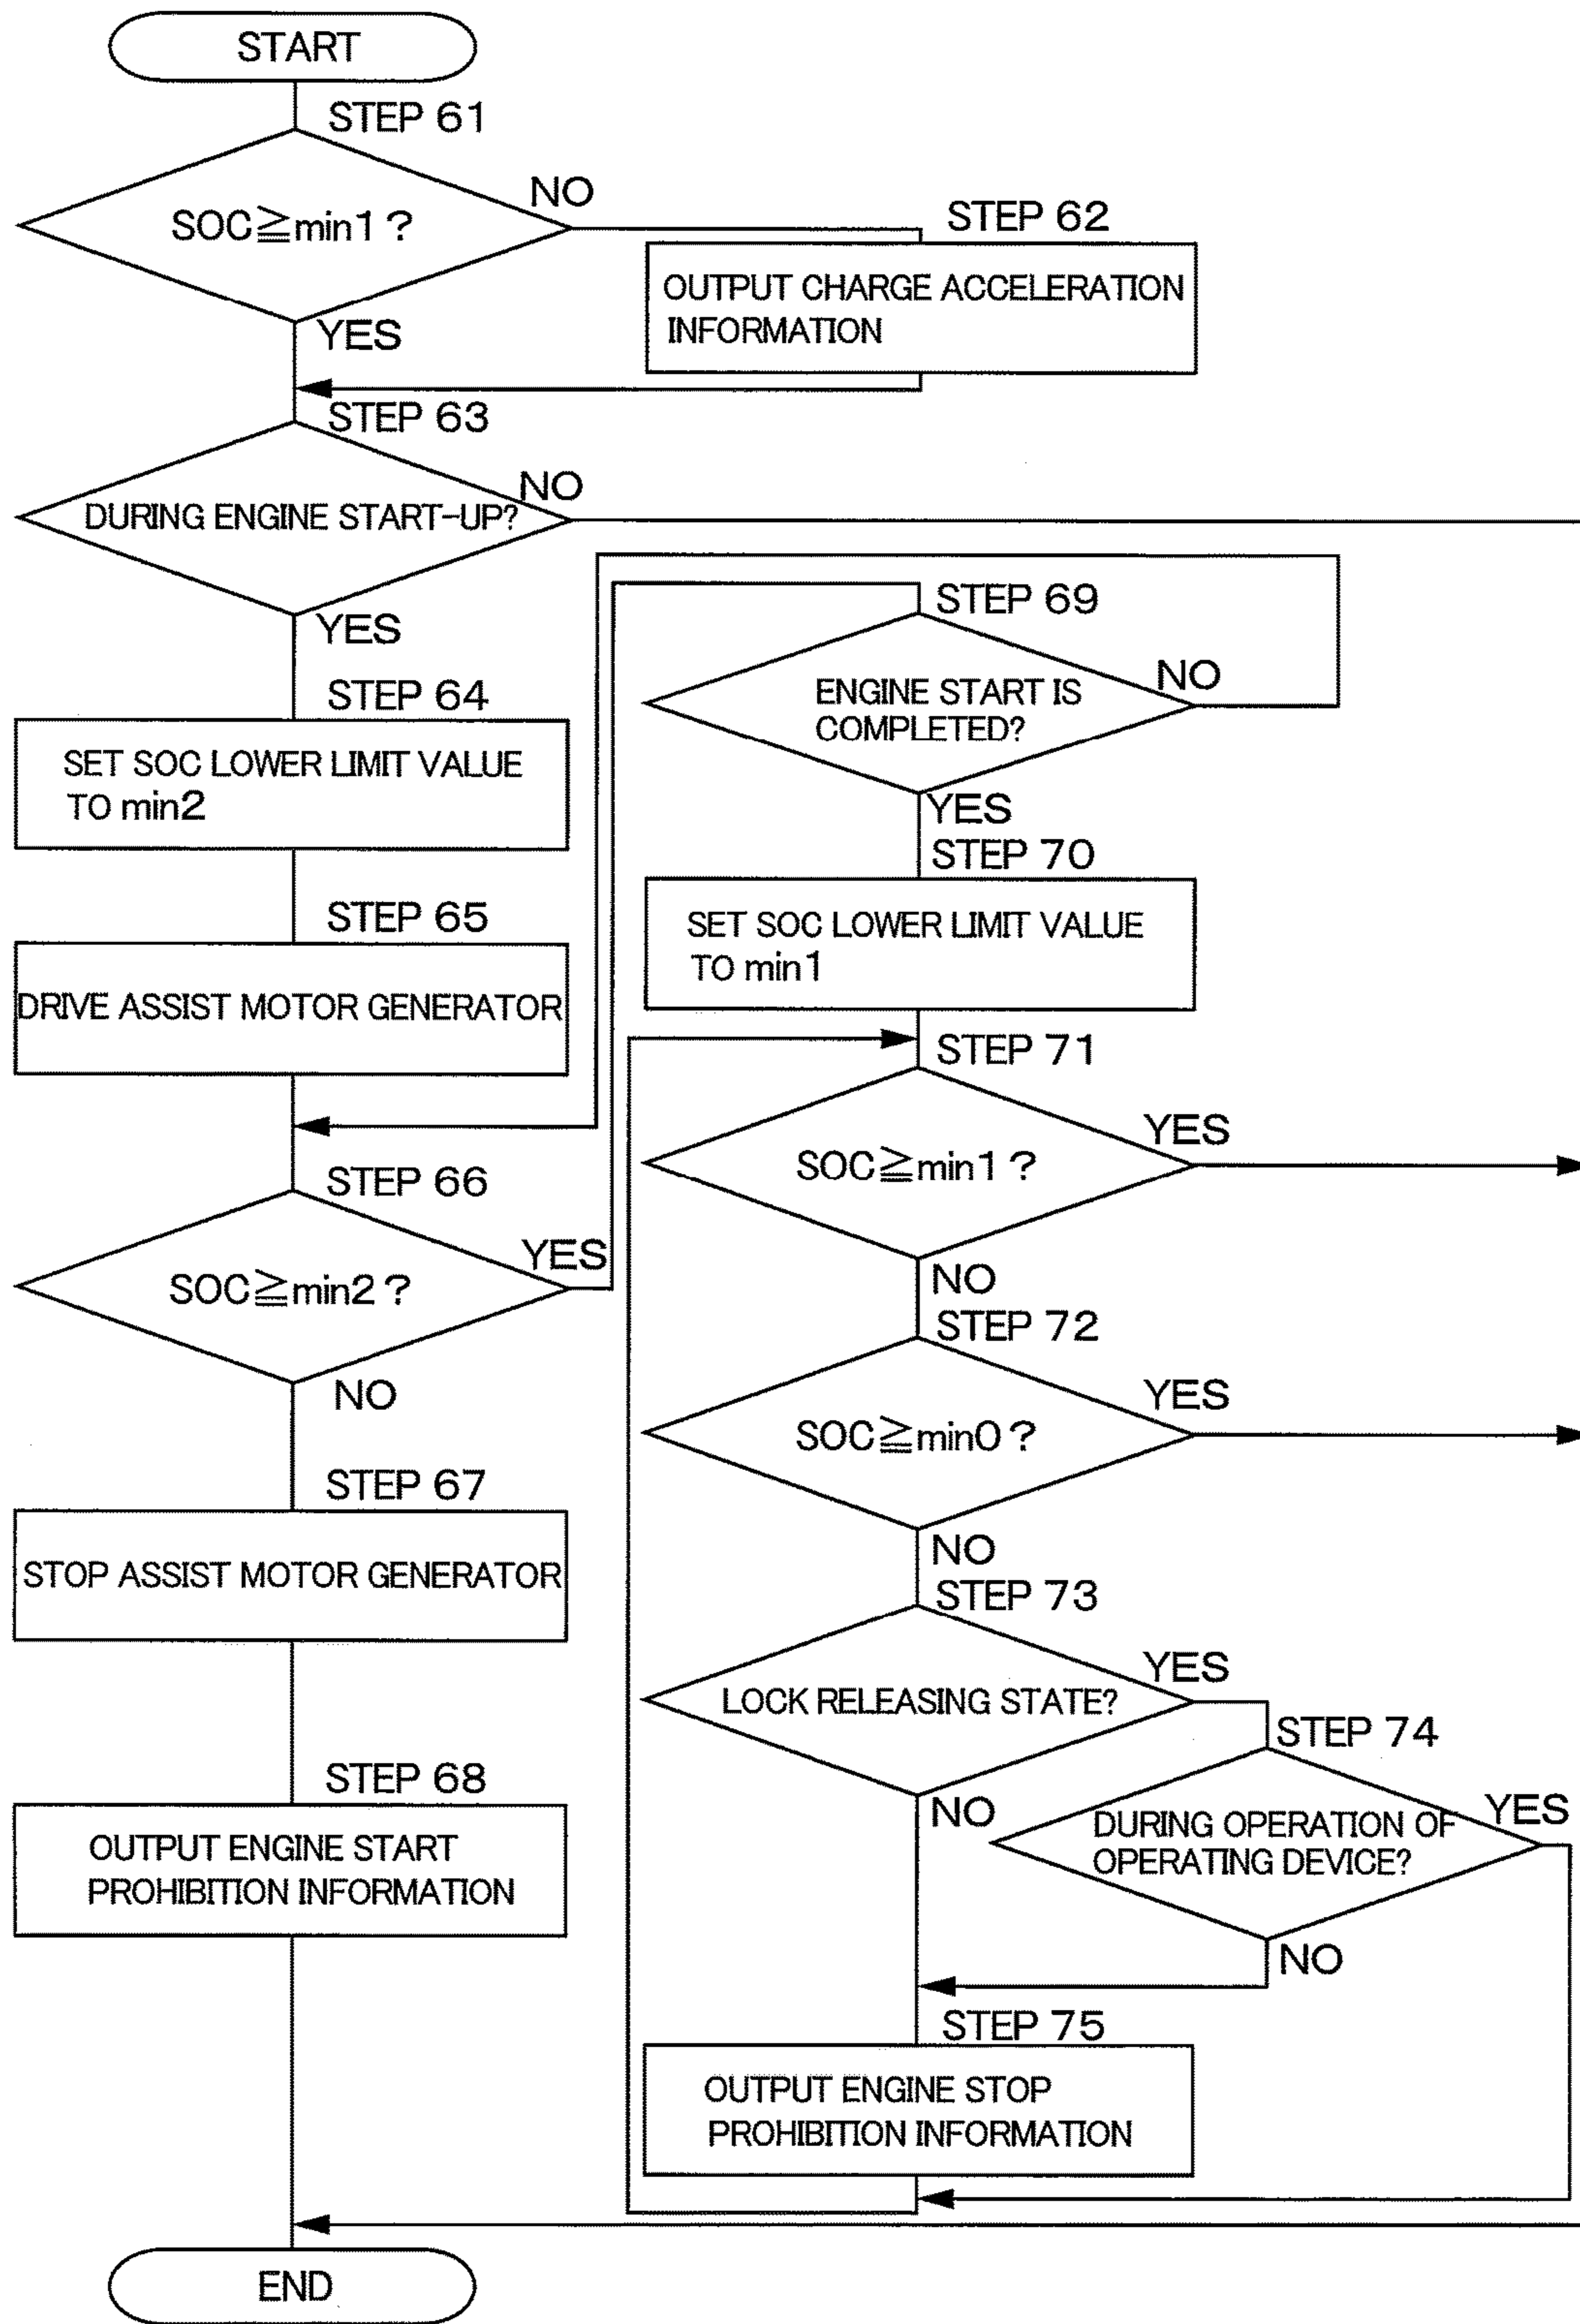 START
STEP 61
SOC≧min1?
NO
YES
STEP 62
OUTPUT CHARGE ACCELERATION
INFORMATION
STEP 63
DURING ENGINE START-UP?
NO
YES
STEP 64
SET SOC LOWER LIMIT VALUE
TO min2
STEP 65
DRIVE ASSIST MOTOR GENERATOR
STEP 66
SOC≧min2?
YES
NO
STEP 67
STOP ASSIST MOTOR GENERATOR
STEP 68
OUTPUT ENGINE START
PROHIBITION INFORMATION
STEP 69
ENGINE START IS
COMPLETED?
NO
YES
STEP 70
SET SOC LOWER LIMIT VALUE
TO min1
STEP 71
SOC≧min1?
YES
NO
STEP 72
SOC≧min0?
YES
NO
STEP 73
LOCK RELEASING STATE?
YES
NO
STEP 74
DURING OPERATION OF
OPERATING DEVICE?
YES
NO
STEP 75
OUTPUT ENGINE STOP
PROHIBITION INFORMATION
END